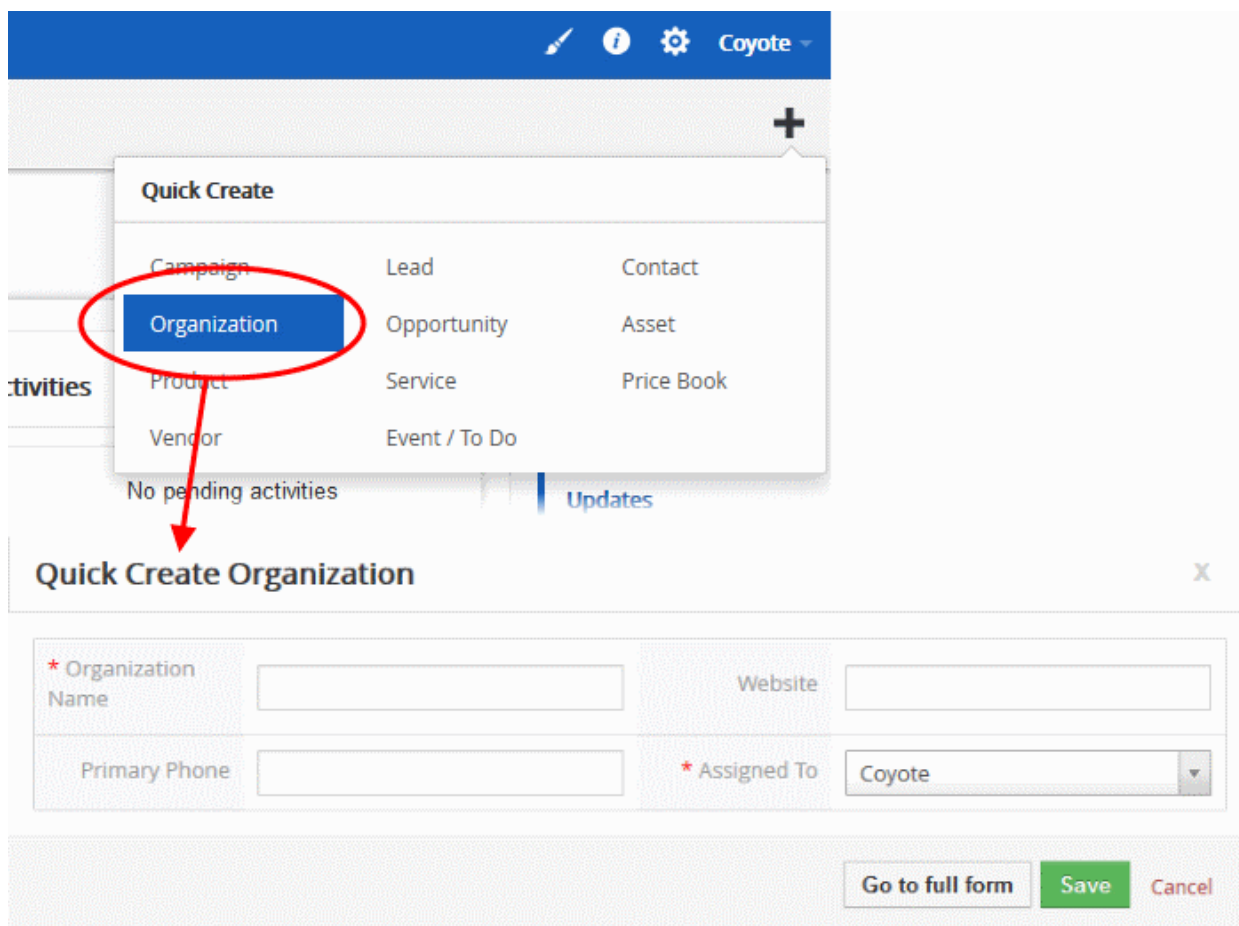 Coyote
Quick Create
Campaign Lead Contact
Organization Opportunity Asset
ctivities
Product Service Price Book
Vendor Event / To Do
No pending activities
Updates
Quick Create Organization
x
* Organization
Name
Website
Primary Phone
* Assigned To
Coyote
Go to full form Save Cancel